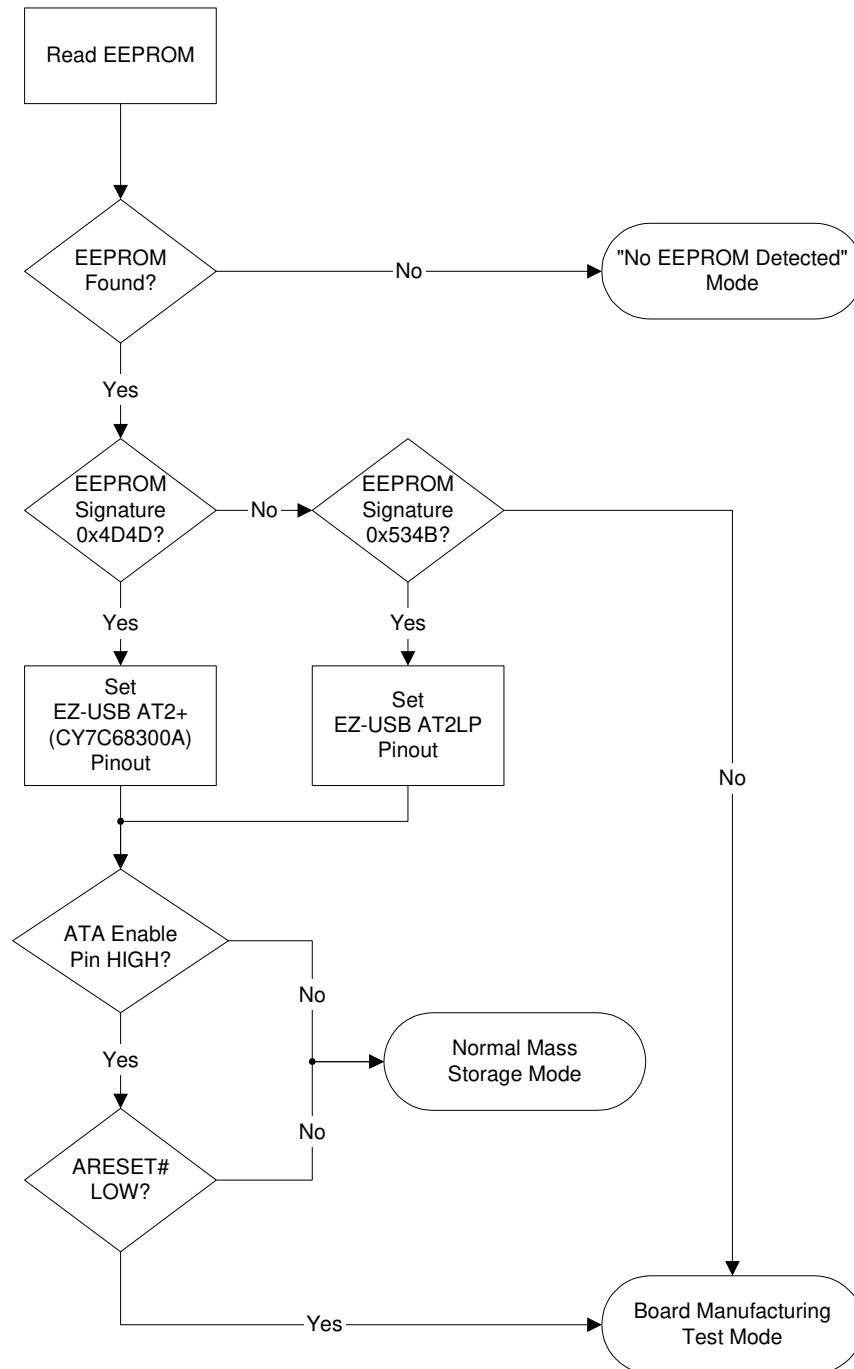 Read EEPROM
EEPROM
Found?
No
"No EEPROM Detected"
Mode
Yes
EEPROM
Signature
0x4D4D?
No
EEPROM
Signature
0x534B?
Yes
Yes
Set
EZ-USB AT2+
(CY7C68300A)
Pinout
Set
EZ-USB AT2LP
Pinout
No
ATA Enable
Pin HIGH?
No
Yes
Normal Mass
Storage Mode
No
ARESET#
LOW?
Yes
Board Manufacturing
Test Mode